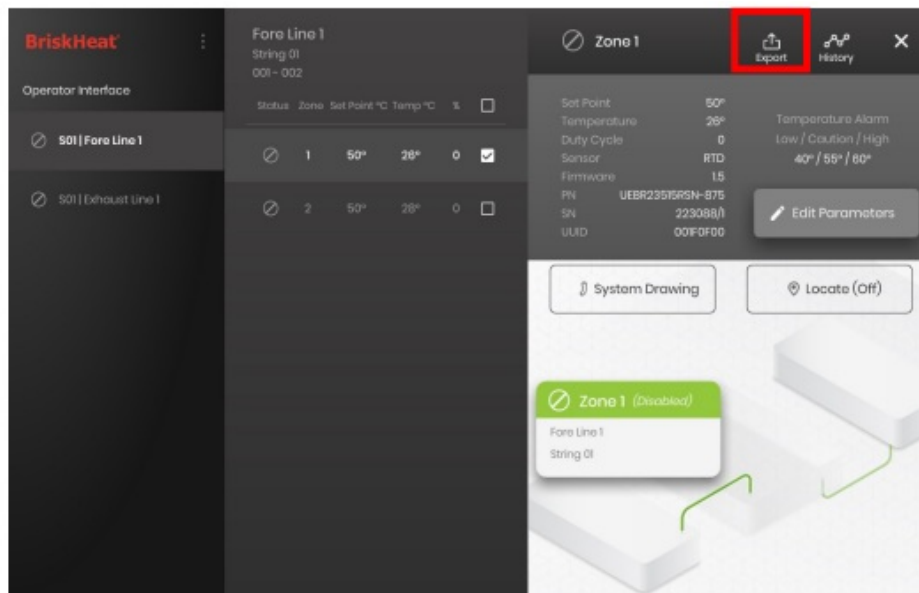 BriskHeat®
Operator Interface
S01 | Fore Line 1
S01 | Exhaust Line 1
Fore Line 1
String 01
001 - 002
Status Zone Set Point °C Temp °C %
1 50° 26° 0
2 50° 28° 0
Zone 1
Export
History
Set Point 50°
Temperature 26°
Duty Cycle 0
Sensor RTD
Firmware 1.5
PN UEBR23515RSN-875
SN 223088/1
UUID 001F0F00
Temperature Alarm
Low / Caution / High
40° / 55° / 60°
Edit Parameters
System Drawing
Locate (Off)
Zone 1 (Disabled)
Fore Line 1
String 01